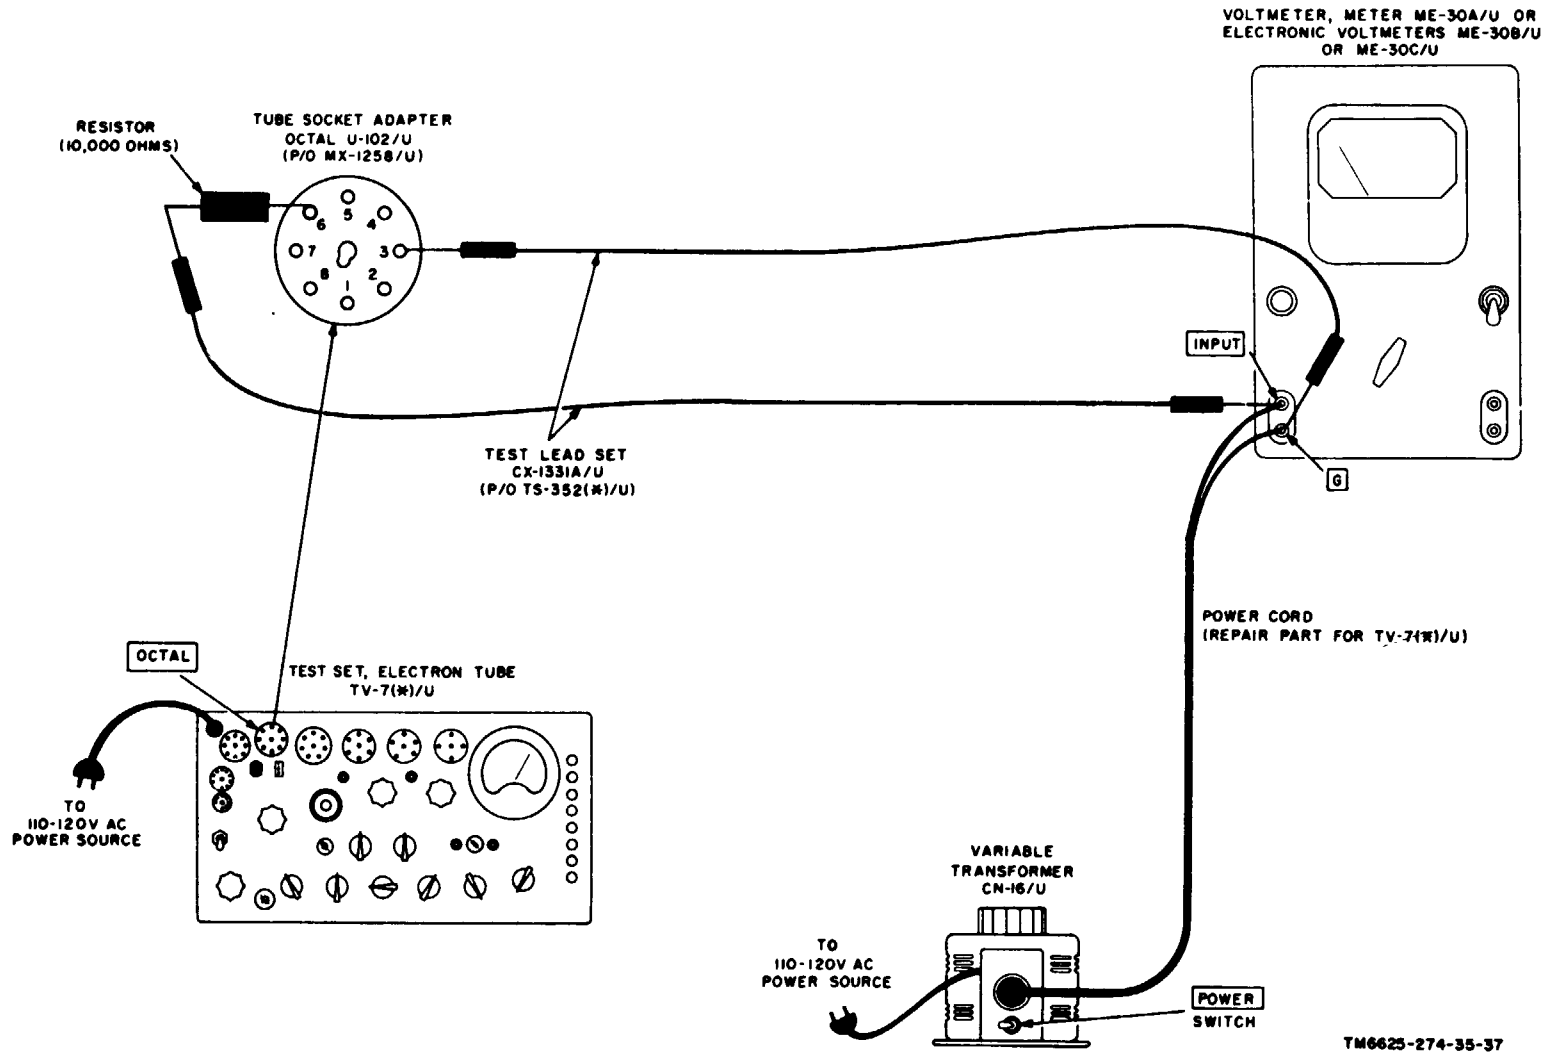 VOLTMETER, METER ME-30A/U OR
ELECTRONIC VOLTMETERS ME-30B/U
OR ME-30C/U
TUBE SOCKET ADAPTER
OCTAL U-102/U
(P/O MX-1258/U)
RESISTOR
(10,000 OHMS)
5
6
4
7
3
8
2
1
INPUT
G
TEST LEAD SET
CX-1331A/U
(P/O TS-352(*)/U)
POWER CORD
(REPAIR PART FOR TV-7(*)/U)
OCTAL
TEST SET, ELECTRON TUBE
TV-7(*)/U
TO
110-120V AC
POWER SOURCE
VARIABLE
TRANSFORMER
CN-16/U
TO
110-120V AC
POWER SOURCE
POWER
SWITCH
TM6625-274-35-37